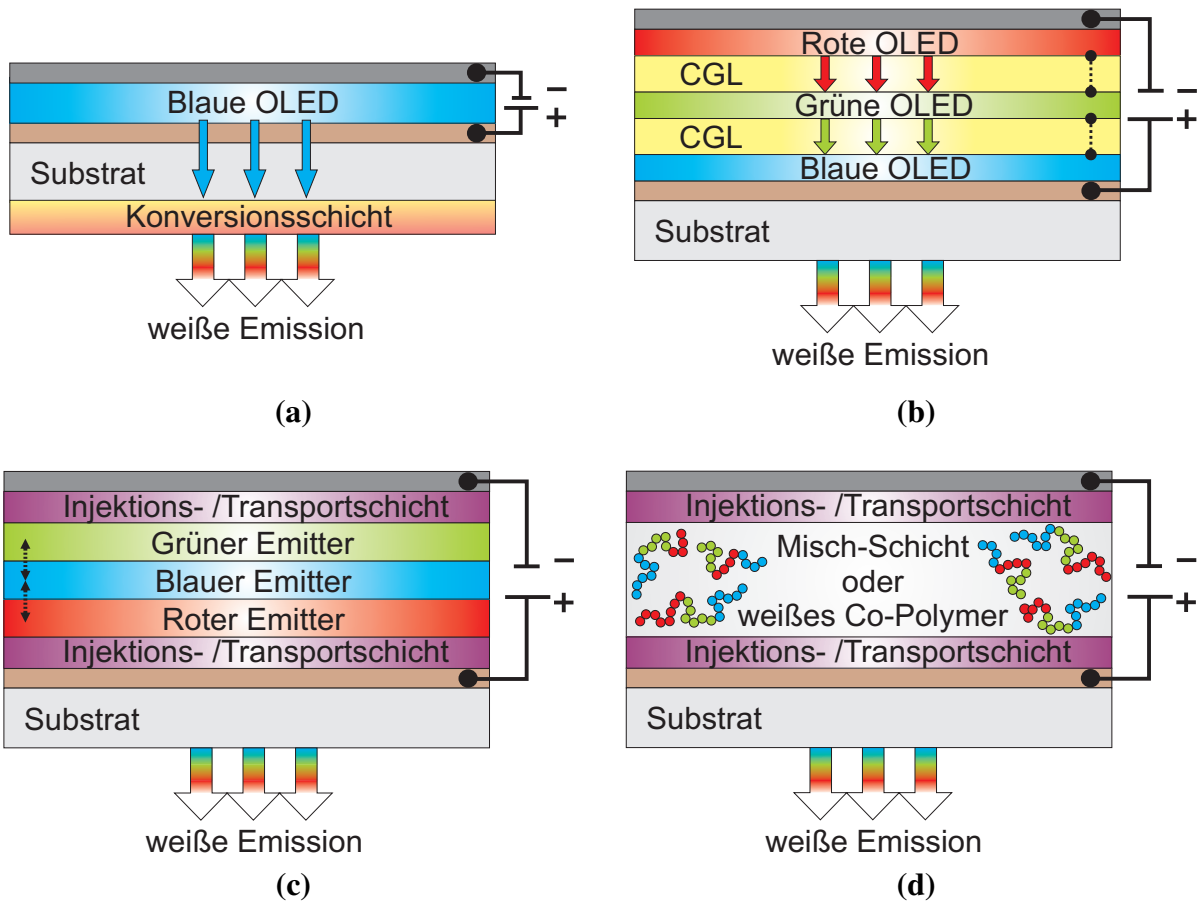 Blaue OLED
–
+
Substrat
Konversionsschicht
weiße Emission
(a)
Rote OLED
CGL
–
Grüne OLED
+
CGL
Blaue OLED
Substrat
weiße Emission
(b)
Injektions- /Transportschicht
Grüner Emitter
–
Blauer Emitter
+
Roter Emitter
Injektions- /Transportschicht
Substrat
weiße Emission
(c)
Injektions- /Transportschicht
Misch-Schicht
–
oder
+
weißes Co-Polymer
Injektions- /Transportschicht
Substrat
weiße Emission
(d)